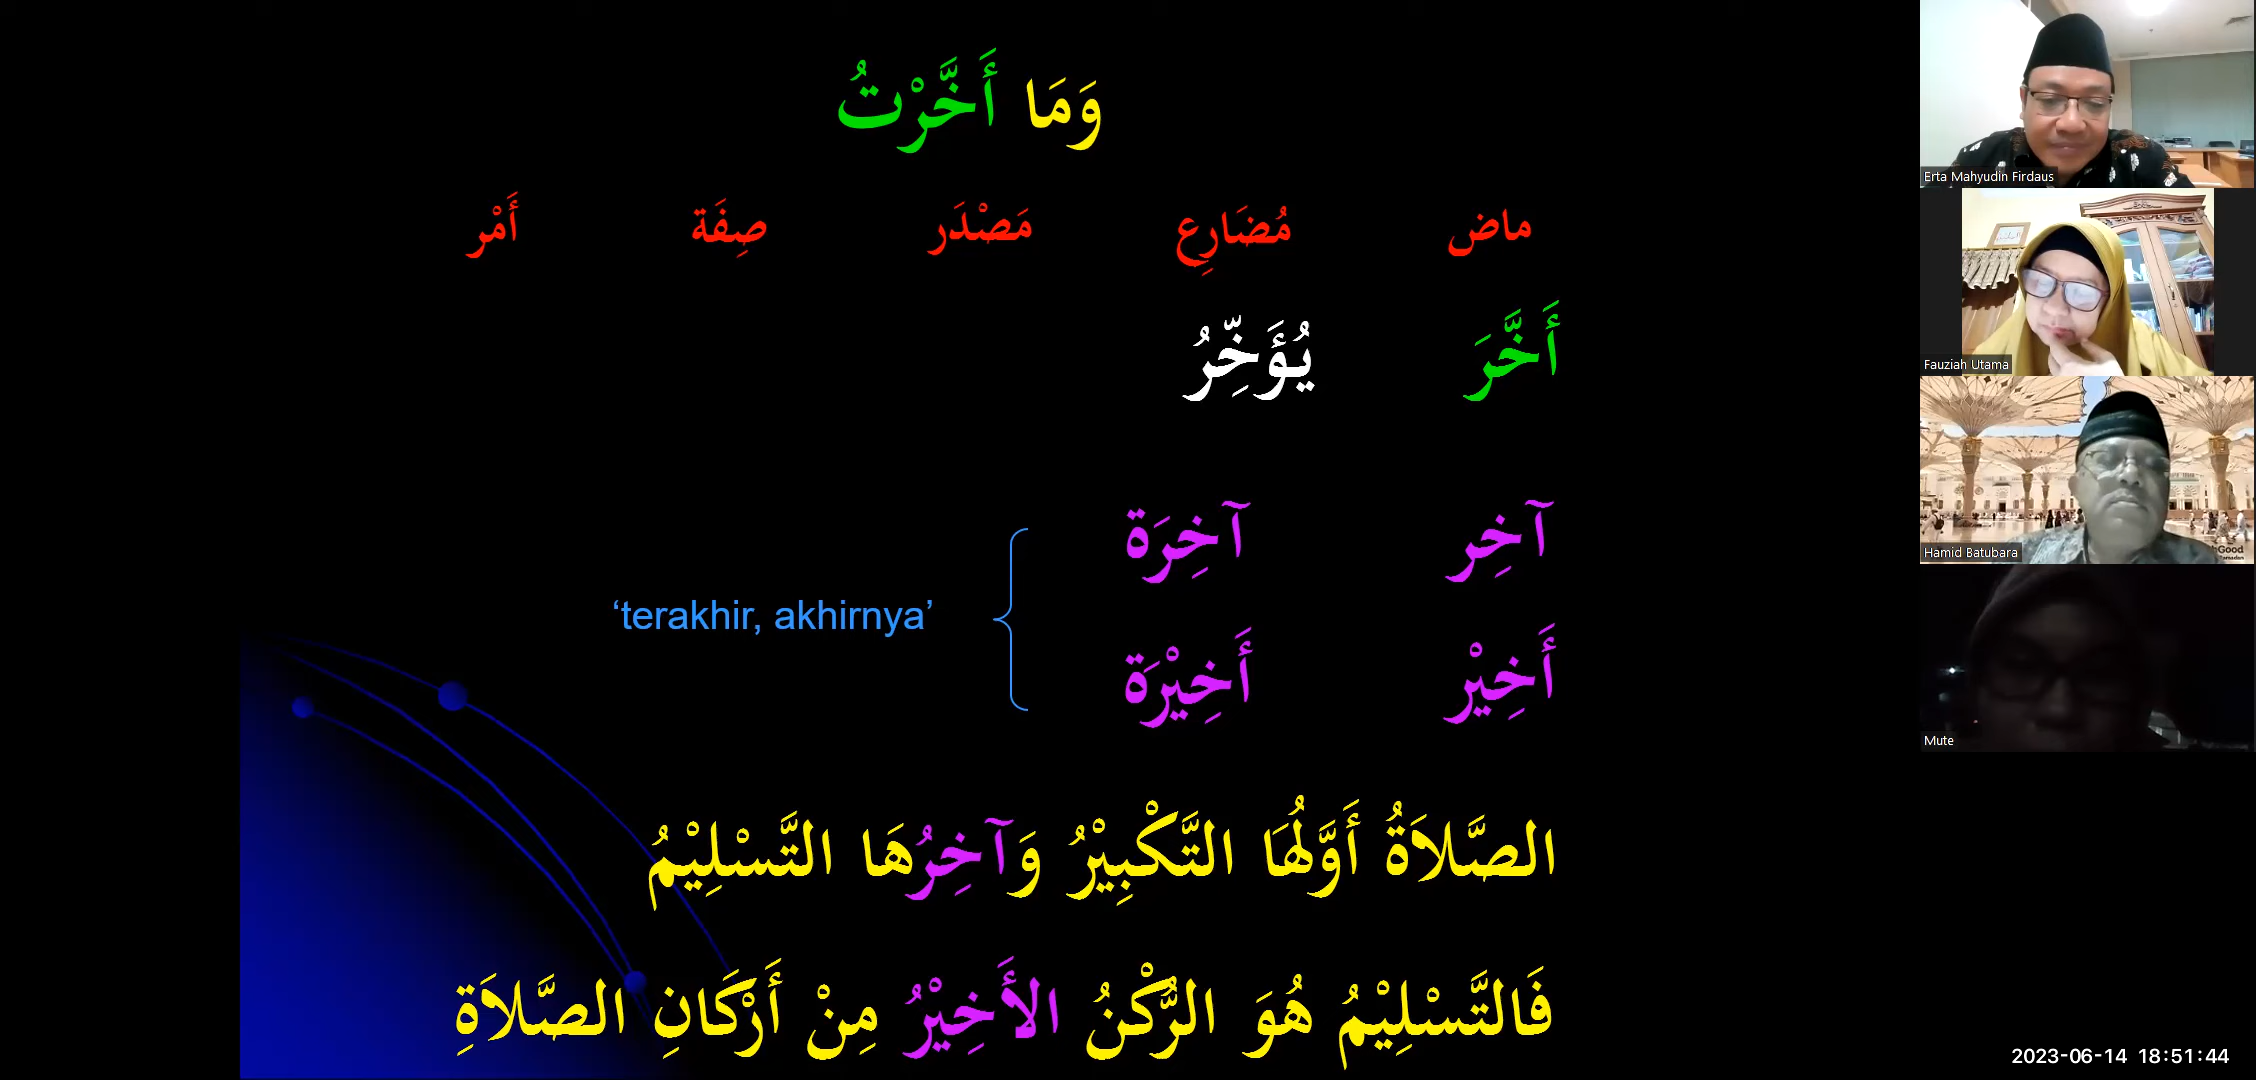 وَمَا أَخَّرْتُ
ماض مُضَارِع مَصْدَر صِفَة أَمْر
أَخَّرَ يُؤَخِّرُ
آخِر آخِرَة
‘terakhir, akhirnya’
أَخِيْر أَخِيْرَة
الصَّلاَةُ أَوَّلُهَا التَّكْبِيْرُ وَآخِرُهَا التَّسْلِيْمُ
فَالتَّسْلِيْمُ هُوَ الرُّكْنُ الأَخِيْرُ مِنْ أَرْكَانِ الصَّلاَةِ
Erta Mahyudin Firdaus
Fauziah Utama
Hamid Batubara
Good
Mute
2023-06-14 18:51:44